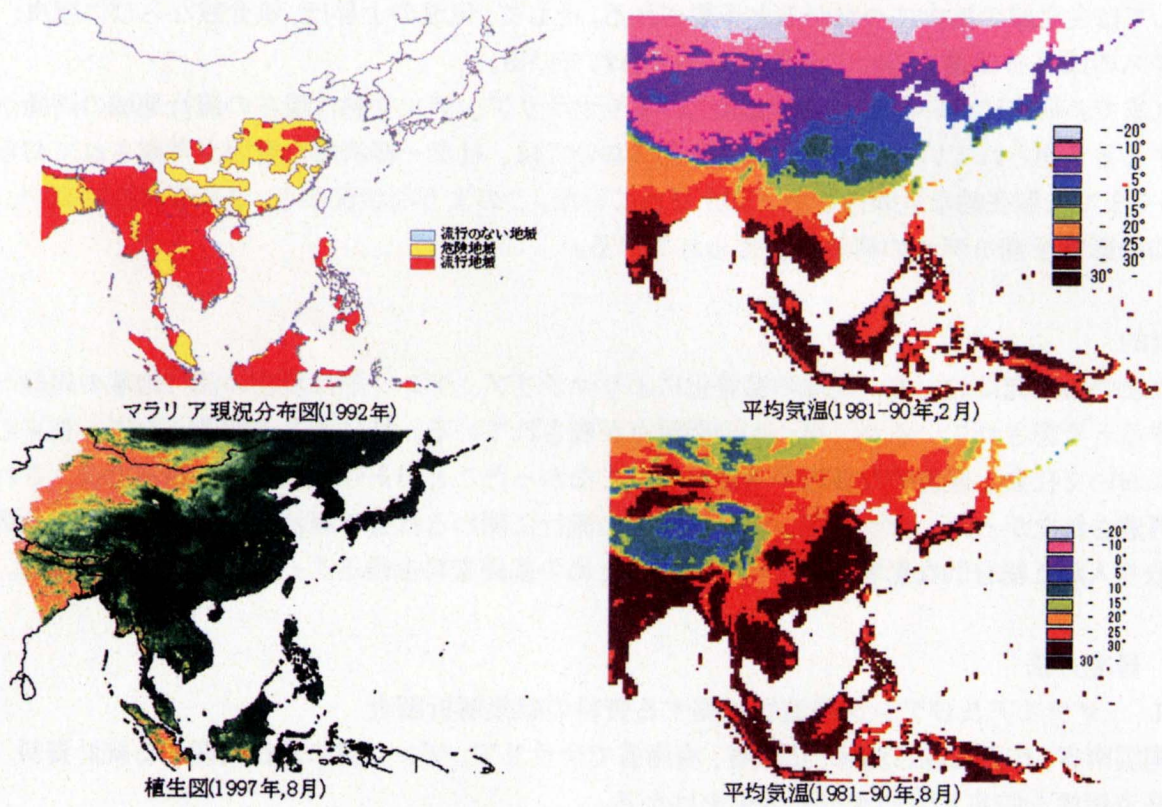 流行のない地域
危険地域
流行地域
マラリア現況分布図(1992年)
- -20°
- 10°
- 0°
- 5°
- 10°
- 15°
- 20°
- 25°
- 30°
30° -
平均気温(1981-90年,2月)
植生図(1997年,8月)
- -20°
- -10°
- 0°
- 5°
- 10
- 15
- 20°
- 25°
- 30
30° -
平均気温(1981-90年,8月)